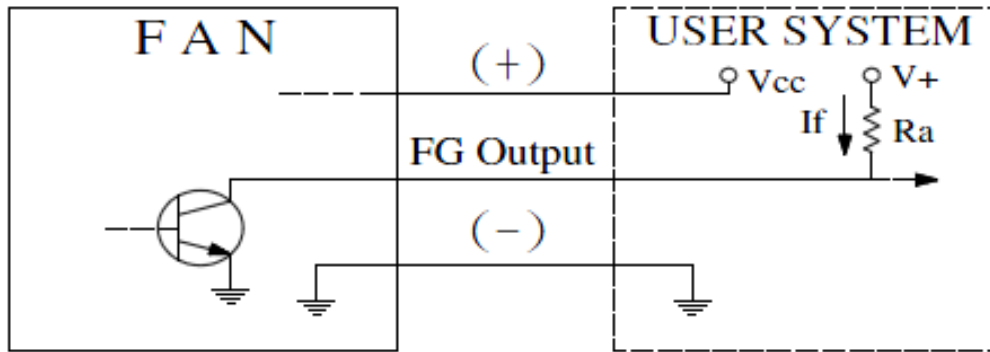 F A N
USER SYSTEM
(+)
Vcc
V+
If
Ra
FG Output
(-)